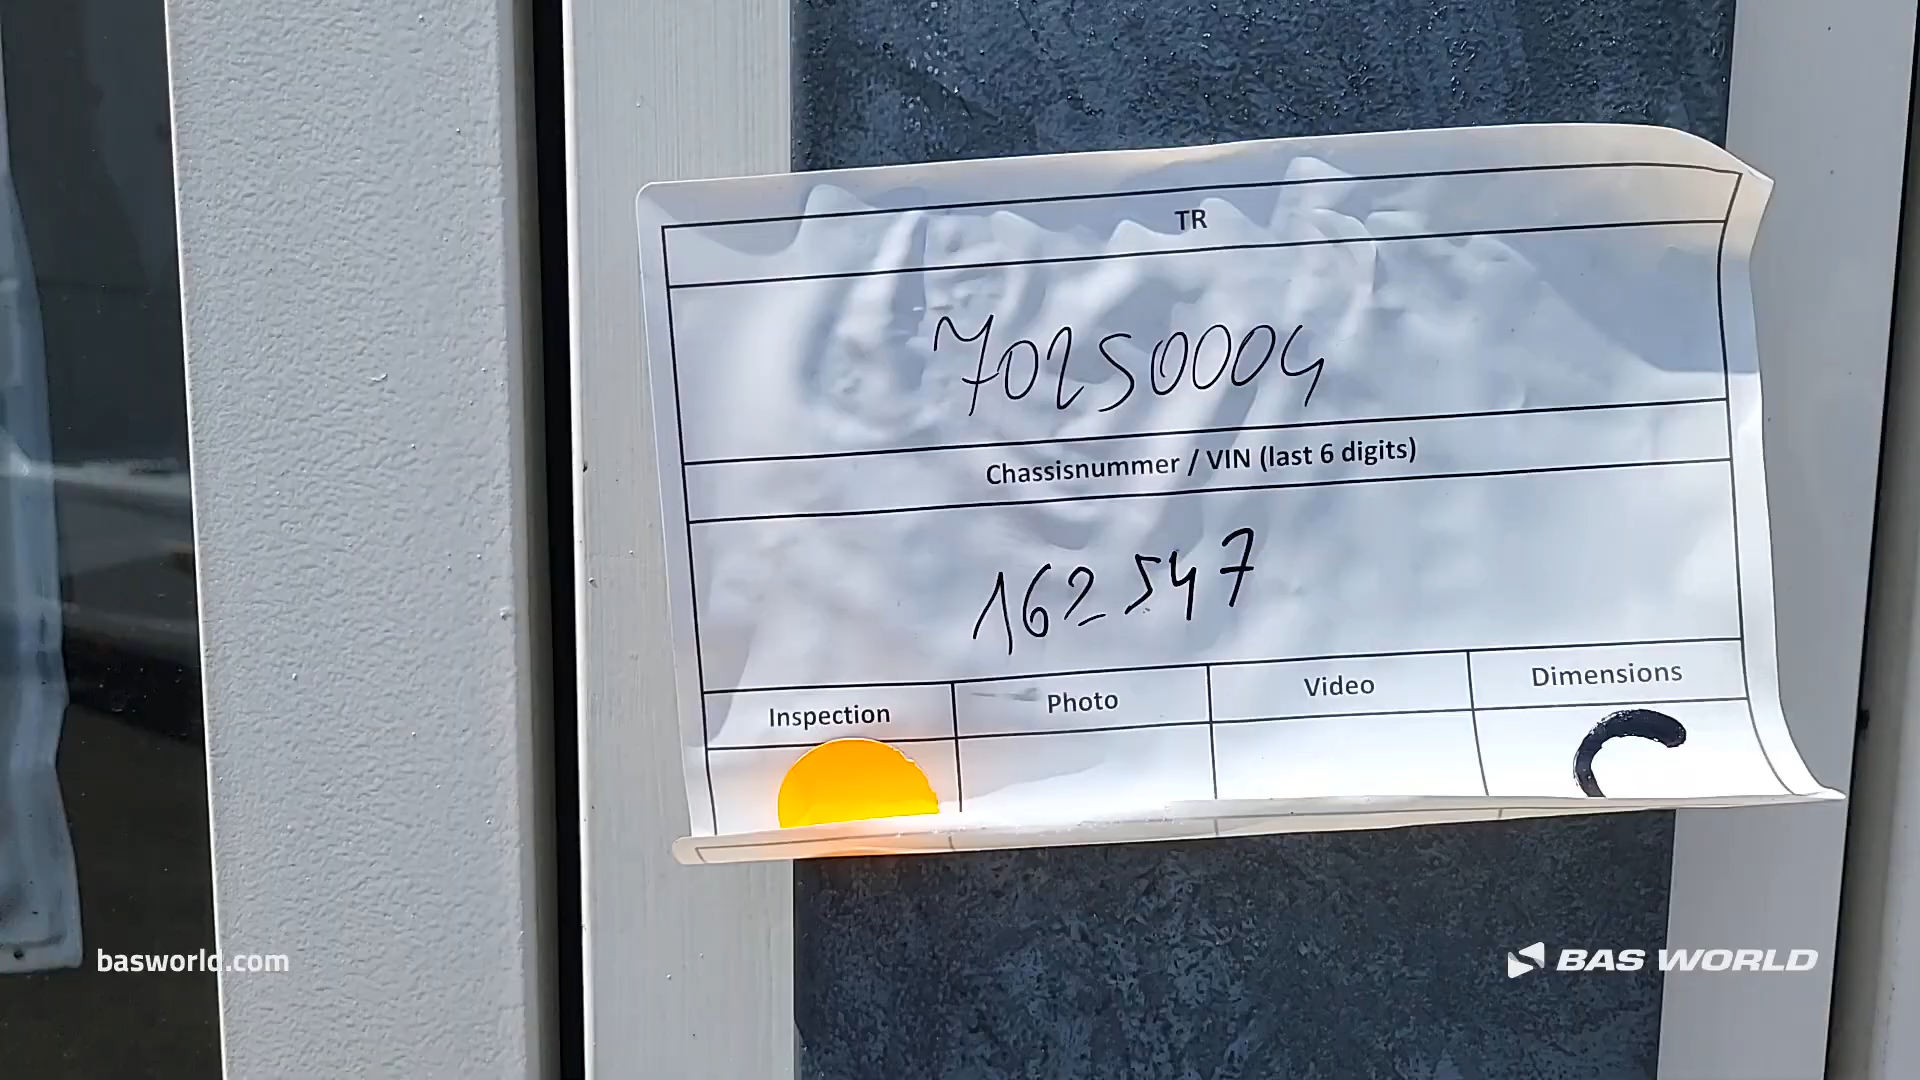 TR
70250004
Chassisnummer / VIN (last 6 digits)
162547
Inspection Photo Video Dimensions
basworld.com BAS WORLD